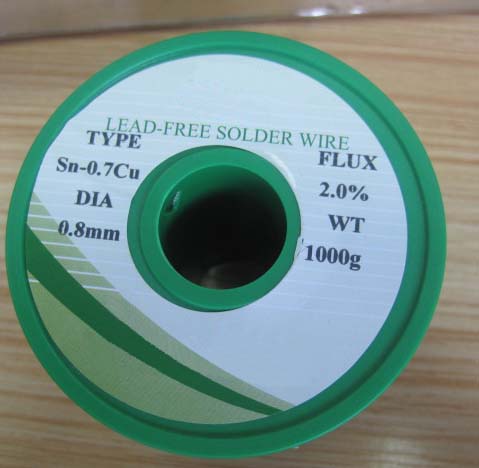 LEAD-FREE SOLDER WIRE
TYPE
Sn-0.7Cu
DIA
0.8mm
FLUX
2.0%
WT
1000g